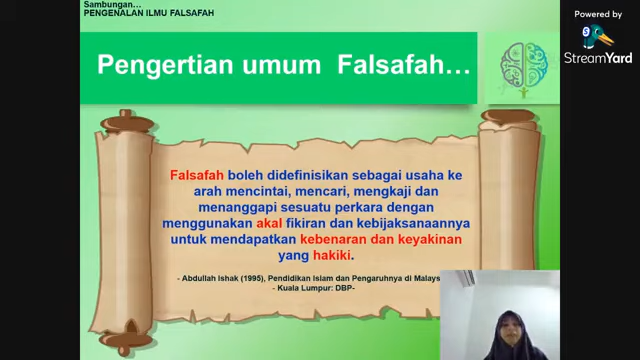 Sambungan...
PENGENALAN ILMU FALSAFAH
Powered by
StreamYard
Pengertian umum Falsafah...
Falsafah boleh didefinisikan sebagai usaha ke
arah mencintai, mencari, mengkaji dan
menanggapi sesuatu perkara dengan
menggunakan akal fikiran dan kebijaksanaannya
untuk mendapatkan kebenaran dan keyakinan
yang hakiki.
- Abdullah Ishak (1995), Pendidikan Islam dan Pengaruhnya di Malays
- Kuala Lumpur: DBP-